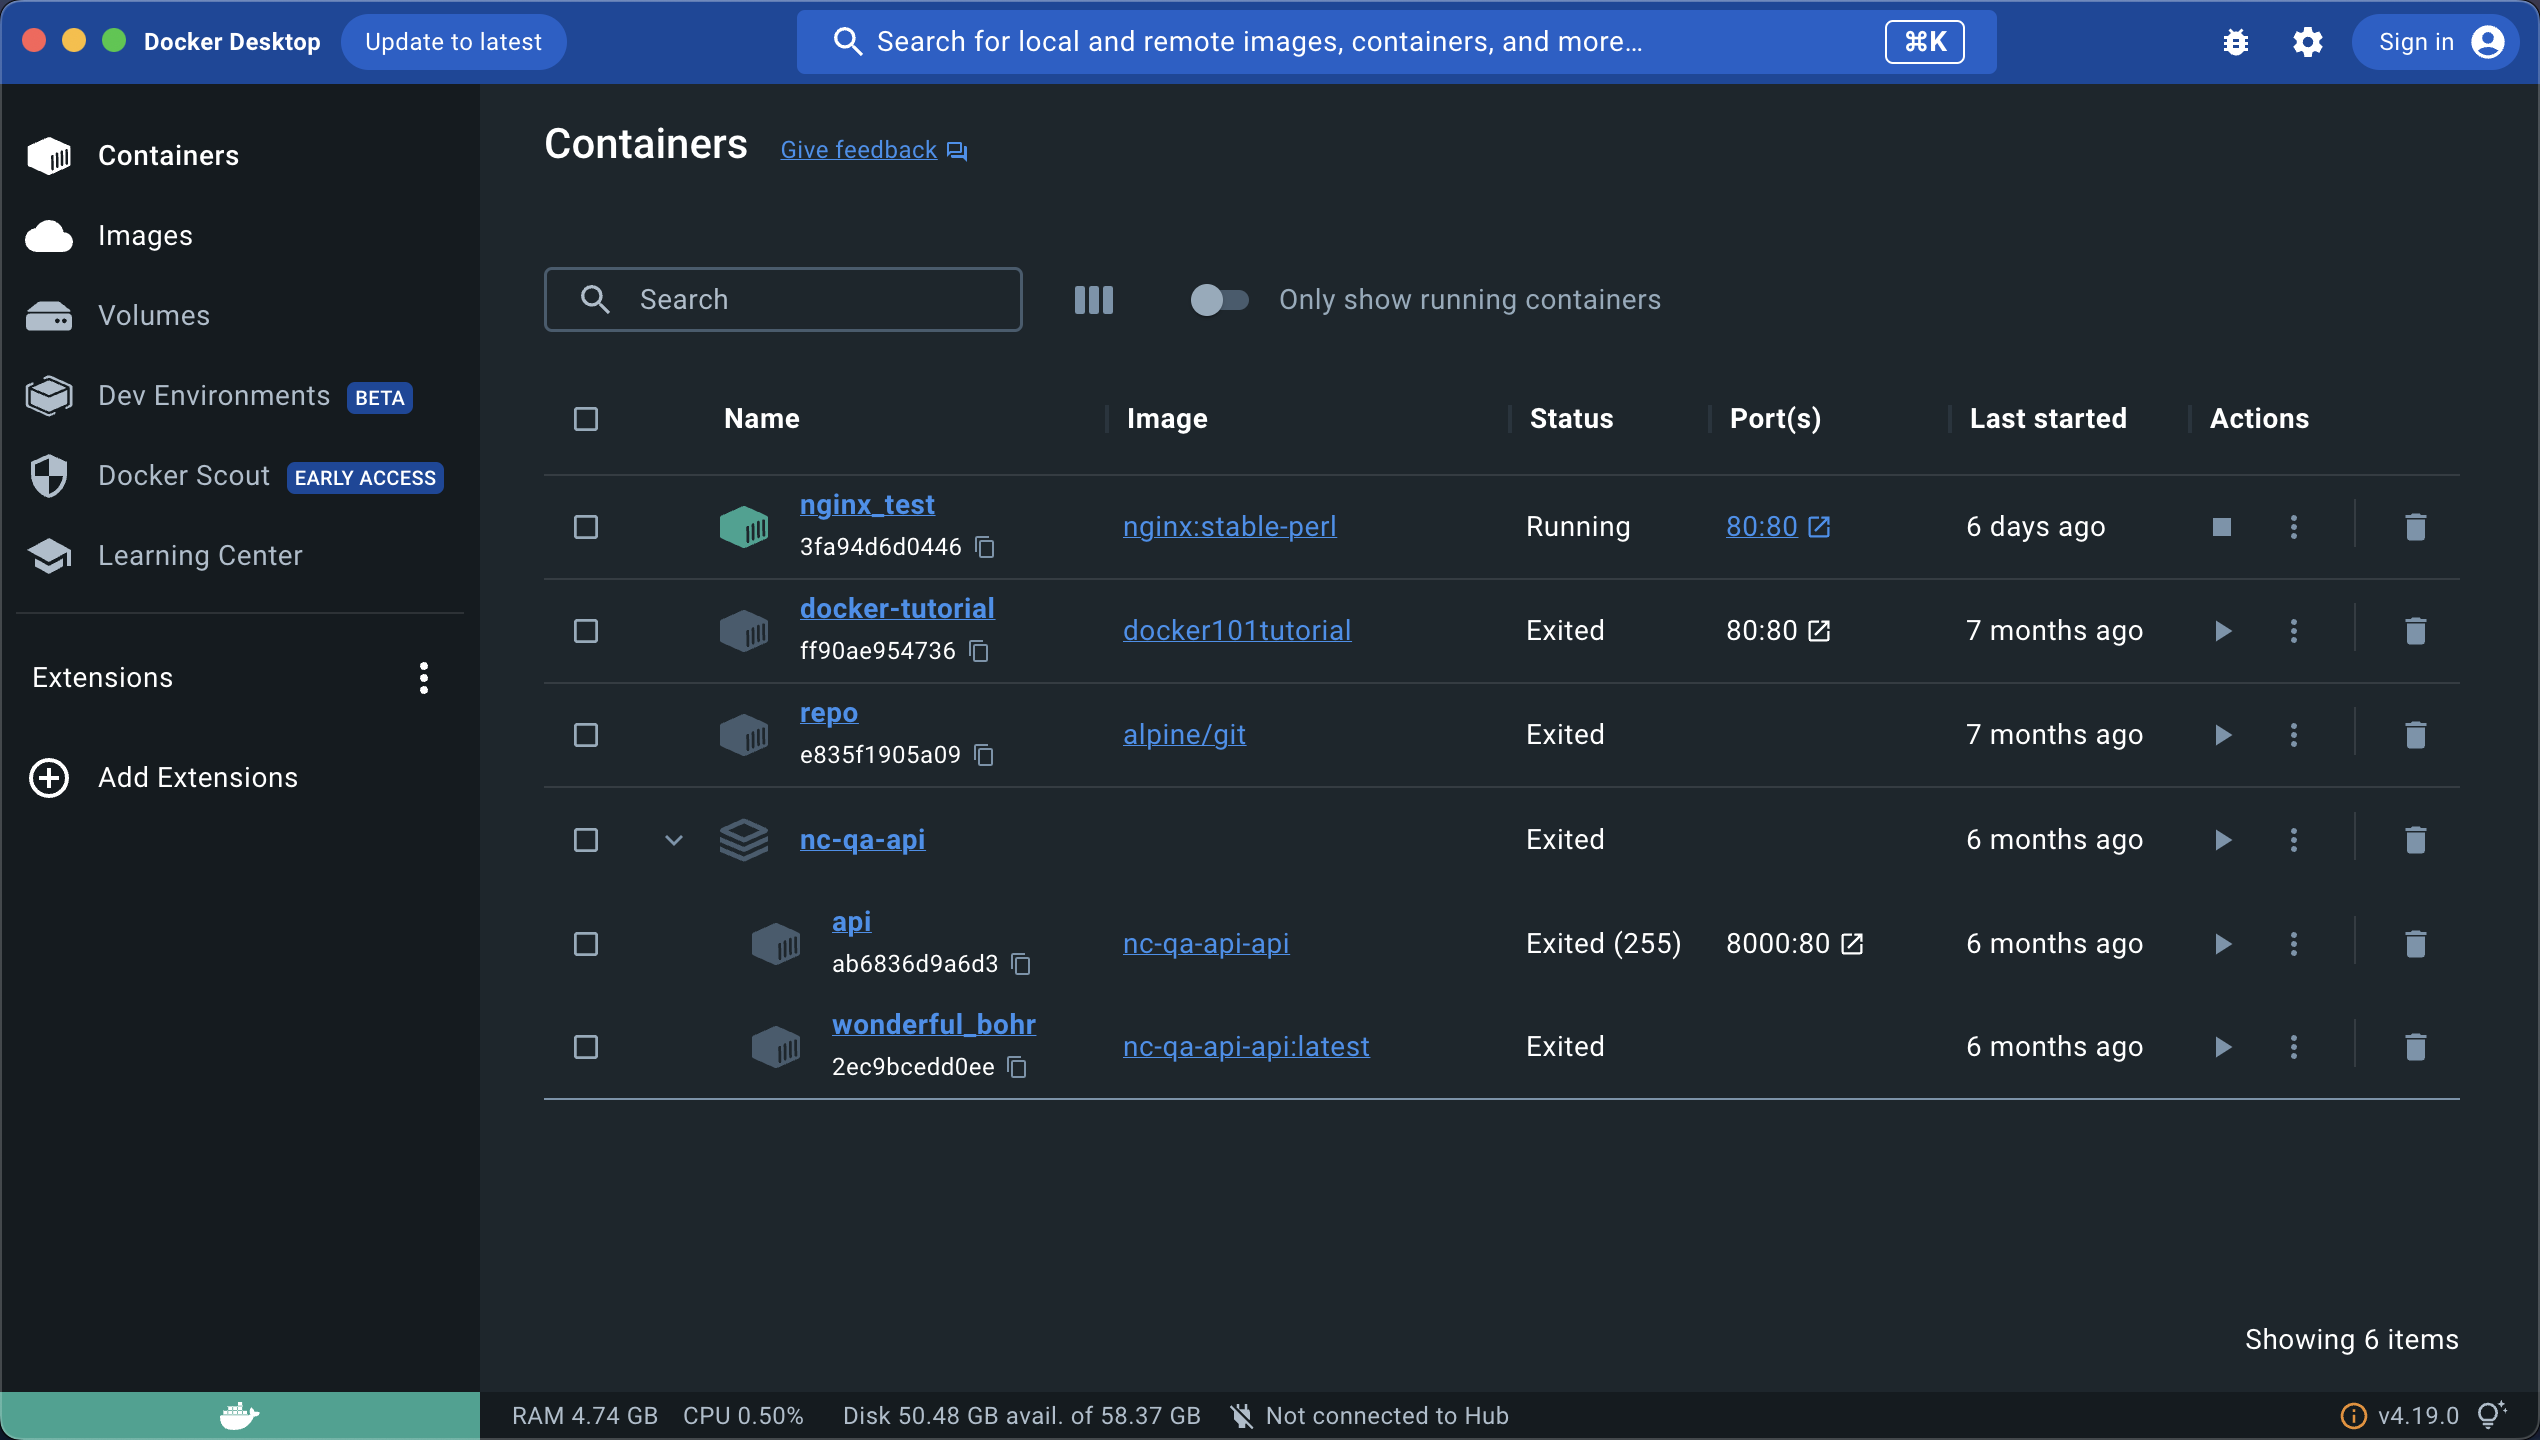 Docker Desktop Update to latest Search for local and remote images, containers, and more... ⌘K Sign in
Containers
Images
Volumes
Dev Environments BETA
Docker Scout EARLY ACCESS
Learning Center
Extensions
Add Extensions
Containers Give feedback
Search Only show running containers
Name Image Status Port(s) Last started Actions
nginx_test
3fa94d6d0446 nginx:stable-perl Running 80:80 6 days ago
docker-tutorial
ff90ae954736 docker101tutorial Exited 80:80 7 months ago
repo
e835f1905a09 alpine/git Exited 7 months ago
nc-qa-api Exited 6 months ago
api
ab6836d9a6d3 nc-qa-api-api Exited (255) 8000:80 6 months ago
wonderful_bohr
2ec9bcedd0ee nc-qa-api-api:latest Exited 6 months ago
Showing 6 items
RAM 4.74 GB CPU 0.50% Disk 50.48 GB avail. of 58.37 GB Not connected to Hub v4.19.0